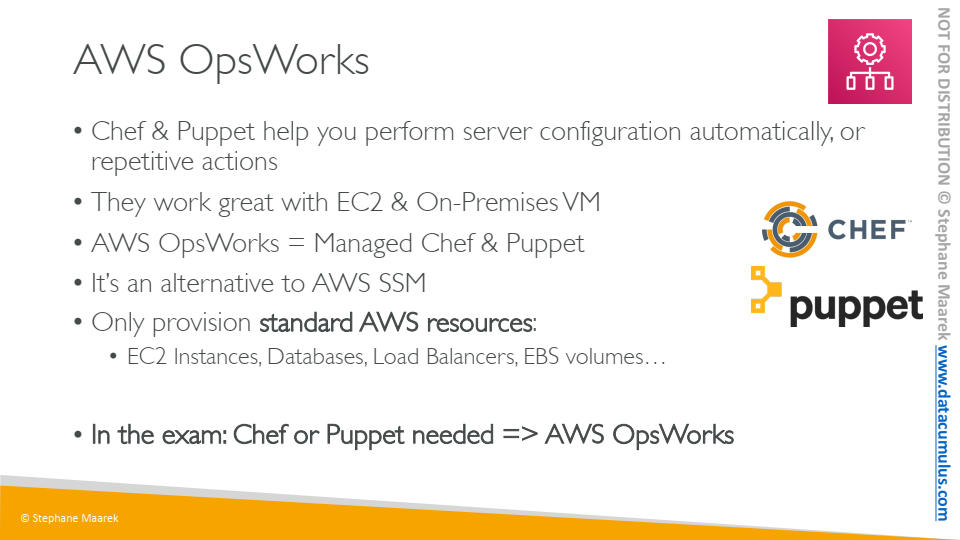 AWS OpsWorks
• Chef & Puppet help you perform server configuration automatically, or
repetitive actions
• They work great with EC2 & On-Premises VM
• AWS OpsWorks = Managed Chef & Puppet
• It's an alternative to AWS SSM
• Only provision standard AWS resources:
• EC2 Instances, Databases, Load Balancers, EBS volumes…
• In the exam: Chef or Puppet needed => AWS OpsWorks
CHEF™
puppet
© Stephane Maarek
NOT FOR DISTRIBUTION © Stephane Maarek www.datacumulus.com